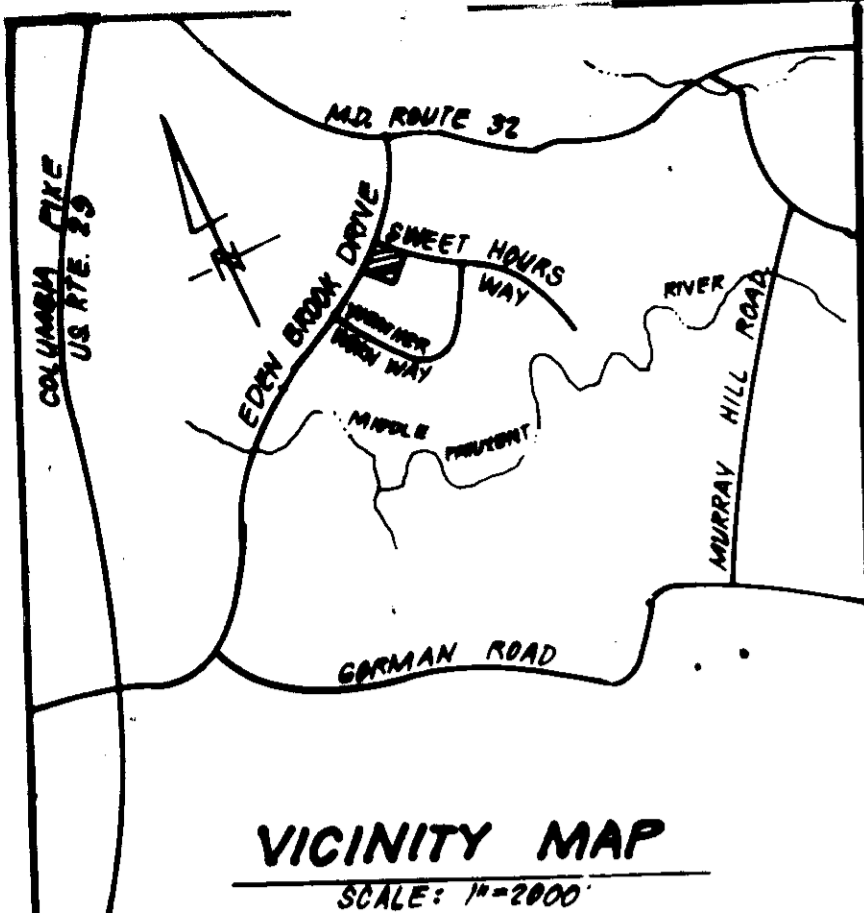 M.D. ROUTE 32
COLUMBIA PIKE
U.S. RTE. 29
N
EDEN BROOK DRIVE
SWEET HOURS
WAY
WORN WAY
RIVER
MIDDLE
MURRAY HILL ROAD
GORMAN ROAD
VICINITY MAP
SCALE: 1"=2000'